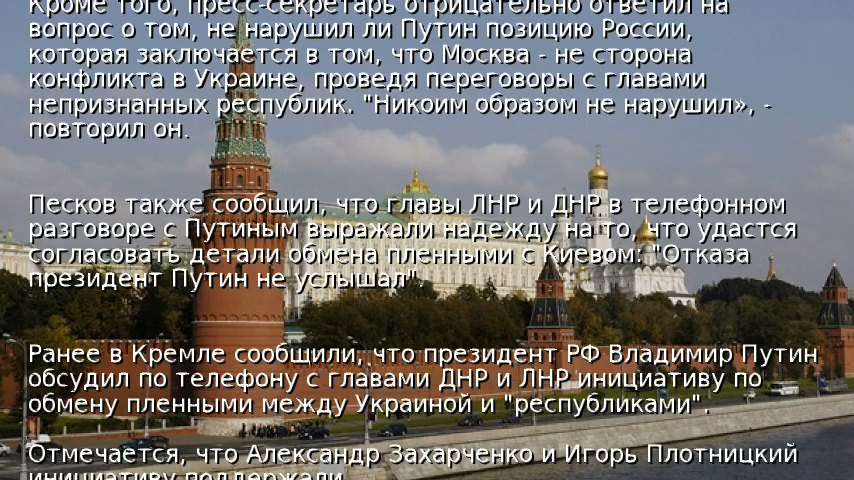 Кроме того, пресс-секретарь отрицательно ответил на
вопрос о том, не нарушил ли Путин позицию России,
которая заключается в том, что Москва - не сторона
конфликта в Украине, проведя переговоры с главами
непризнанных республик. "Никоим образом не нарушил», -
повторил он.
Песков также сообщил, что главы ЛНР и ДНР в телефонном
разговоре с Путиным выражали надежду на то, что удастся
согласовать детали обмена пленными с Киевом: "Отказа
президент Путин не услышал".
Ранее в Кремле сообщили, что президент РФ Владимир Путин
обсудил по телефону с главами ДНР и ЛНР инициативу по
обмену пленными между Украиной и "республиками".
Отмечается, что Александр Захарченко и Игорь Плотницкий
инициативу поддержали.